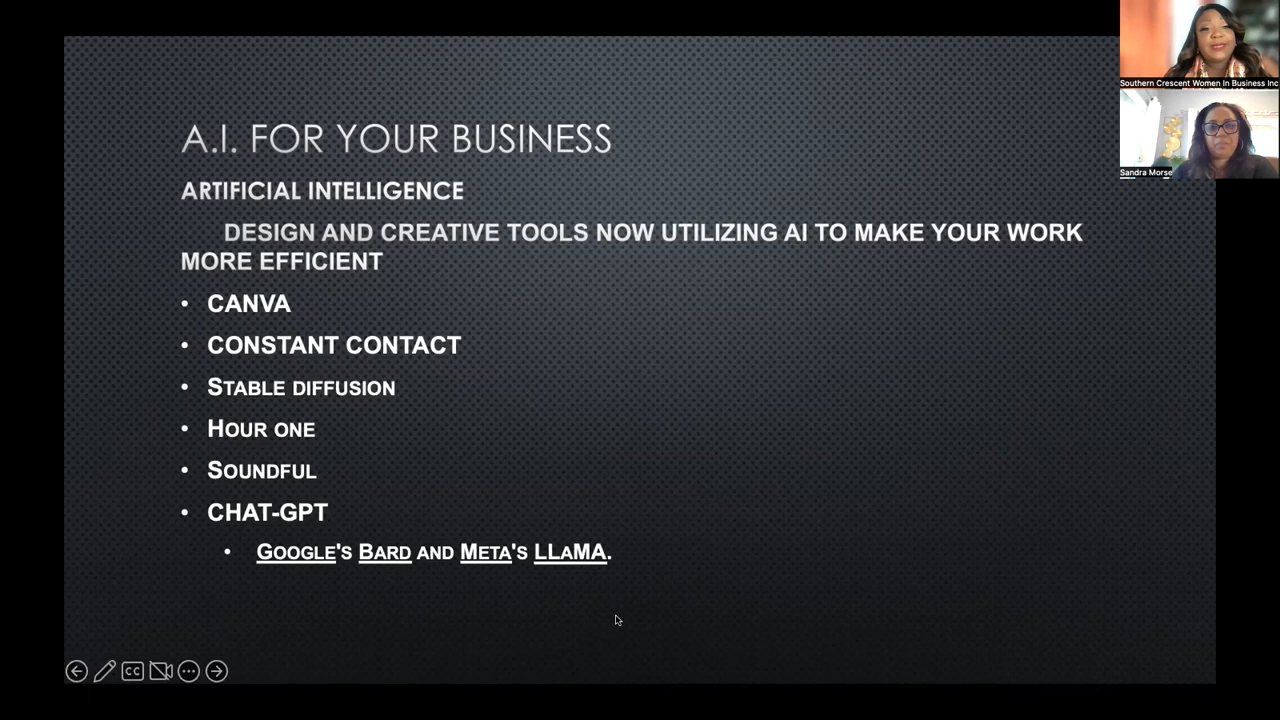 A.I. FOR YOUR BUSINESS
ARTIFICIAL INTELLIGENCE
DESIGN AND CREATIVE TOOLS NOW UTILIZING AI TO MAKE YOUR WORK
MORE EFFICIENT
• CANVA
• CONSTANT CONTACT
• STABLE DIFFUSION
• HOUR ONE
• SOUNDFUL
• CHAT-GPT
• GOOGLE'S BARD AND META'S LLAMA.
CC
Southern Crescent Women In Business Inc
Sandra Morse